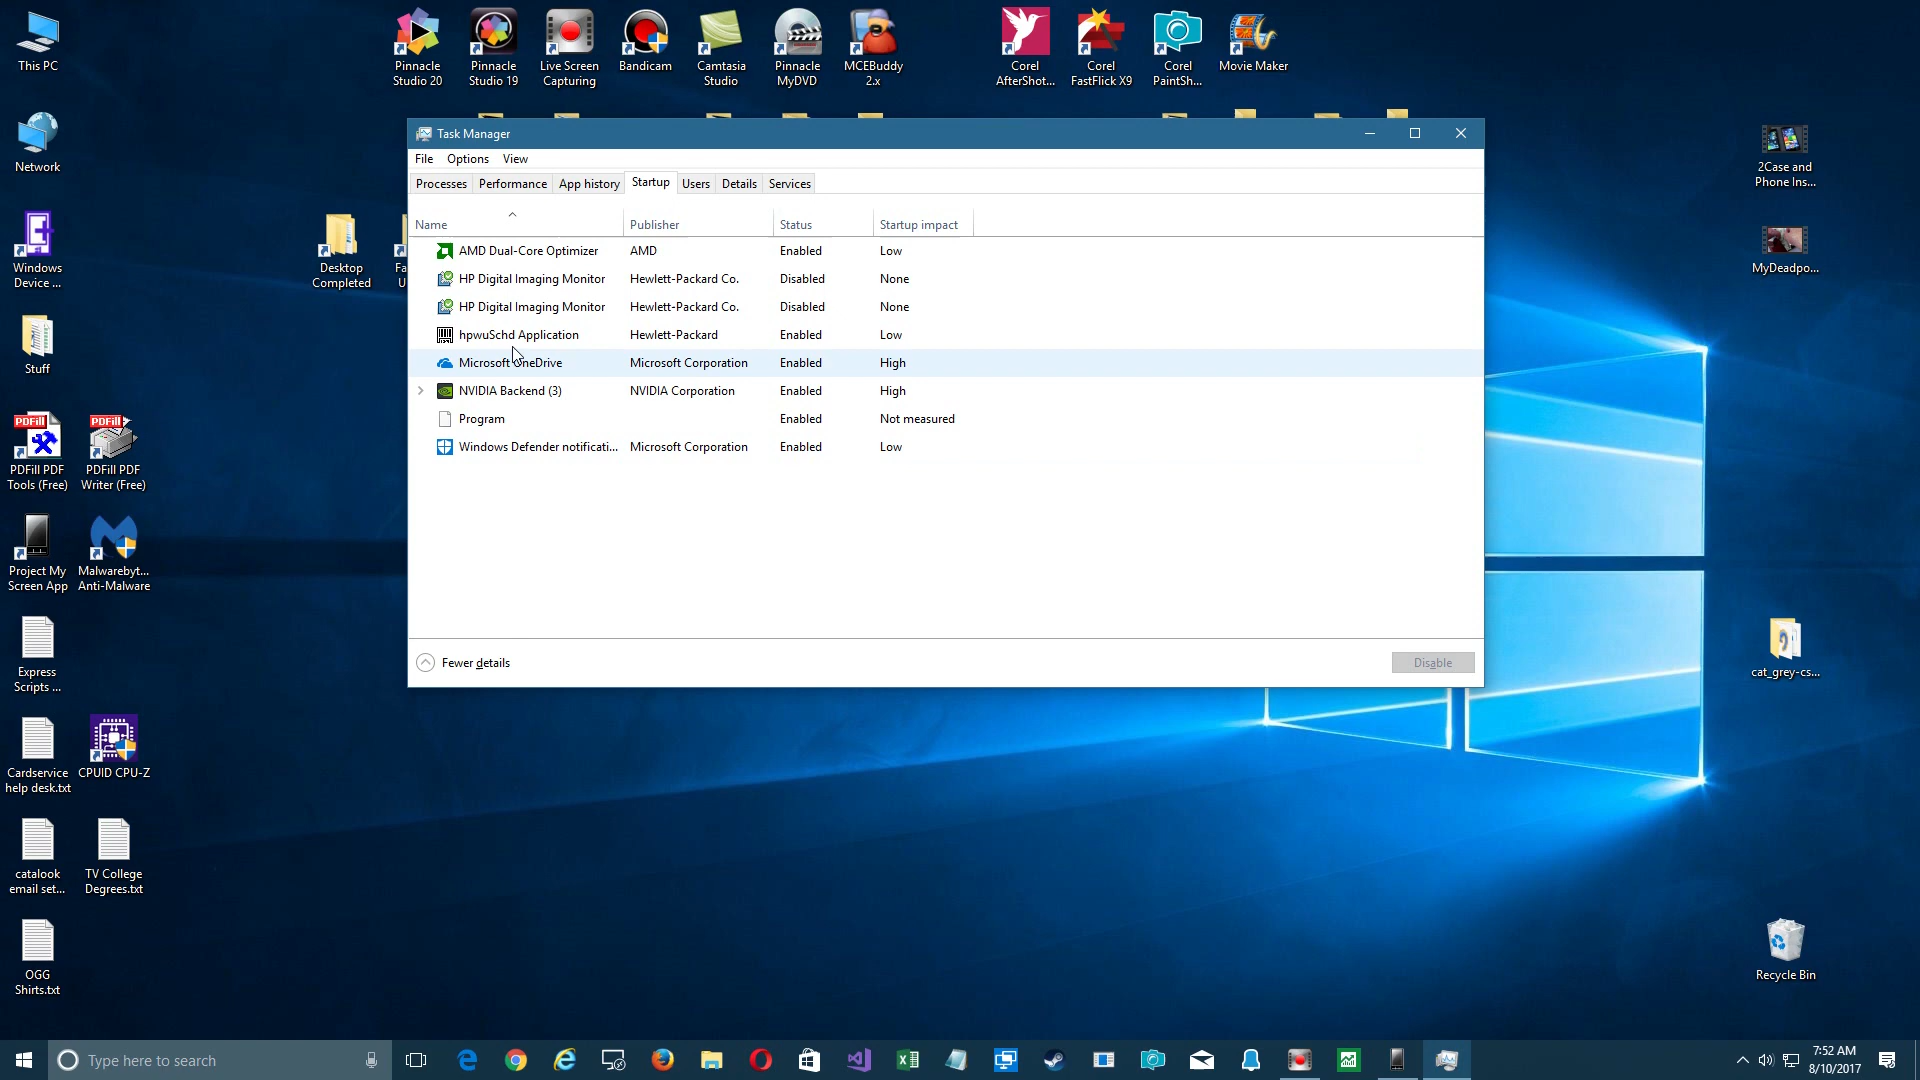 This PC
Pinnacle
Studio 20
Pinnacle
Studio 19
Live Screen
Capturing
Bandicam
Camtasia
Studio
Pinnacle
MyDVD
MCEBuddy
2.x
Corel
AfterShot...
Corel
FastFlick X9
Corel
PaintSh...
Movie Maker
Network
Windows
Device ...
Stuff
Desktop
Completed
Fa
U
PDFill
PDFill PDF
Tools (Free)
PDFill
PDFill PDF
Writer (Free)
Project My
Screen App
Malwarebyt...
Anti-Malware
Express
Scripts ...
Cardservice
help desk.txt
CPUID CPU-Z
catalook
email set...
TV College
Degrees.txt
OGG
Shirts.txt
Task Manager
File Options View
Processes Performance App history Startup Users Details Services
Name Publisher Status Startup impact
AMD Dual-Core Optimizer AMD Enabled Low
HP Digital Imaging Monitor Hewlett-Packard Co. Disabled None
HP Digital Imaging Monitor Hewlett-Packard Co. Disabled None
hpwuSchd Application Hewlett-Packard Enabled Low
Microsoft OneDrive Microsoft Corporation Enabled High
NVIDIA Backend (3) NVIDIA Corporation Enabled High
Program Enabled Not measured
Windows Defender notificati... Microsoft Corporation Enabled Low
Fewer details Disable
2Case and
Phone Ins...
MyDeadpo...
cat_grey-cs...
Recycle Bin
Type here to search
7:52 AM
8/10/2017